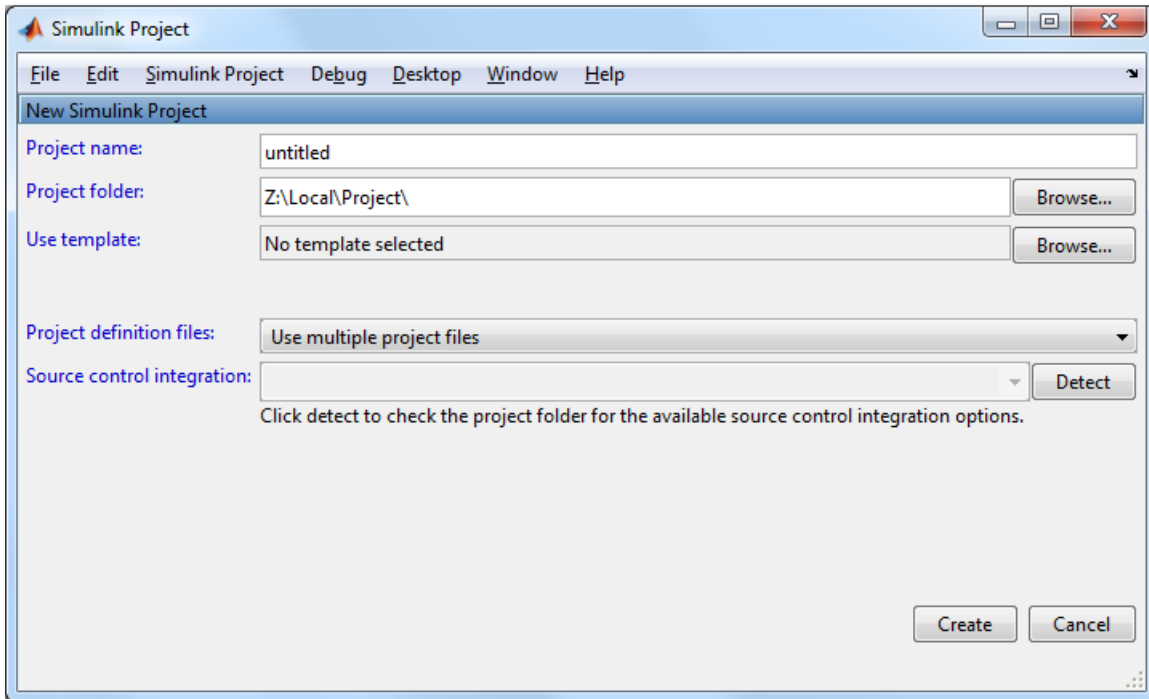 Simulink Project
File Edit Simulink Project Debug Desktop Window Help
New Simulink Project
Project name: untitled
Project folder: Z:\Local\Project\ Browse...
Use template: No template selected Browse...
Project definition files: Use multiple project files
Source control integration: Detect
Click detect to check the project folder for the available source control integration options.
Create Cancel